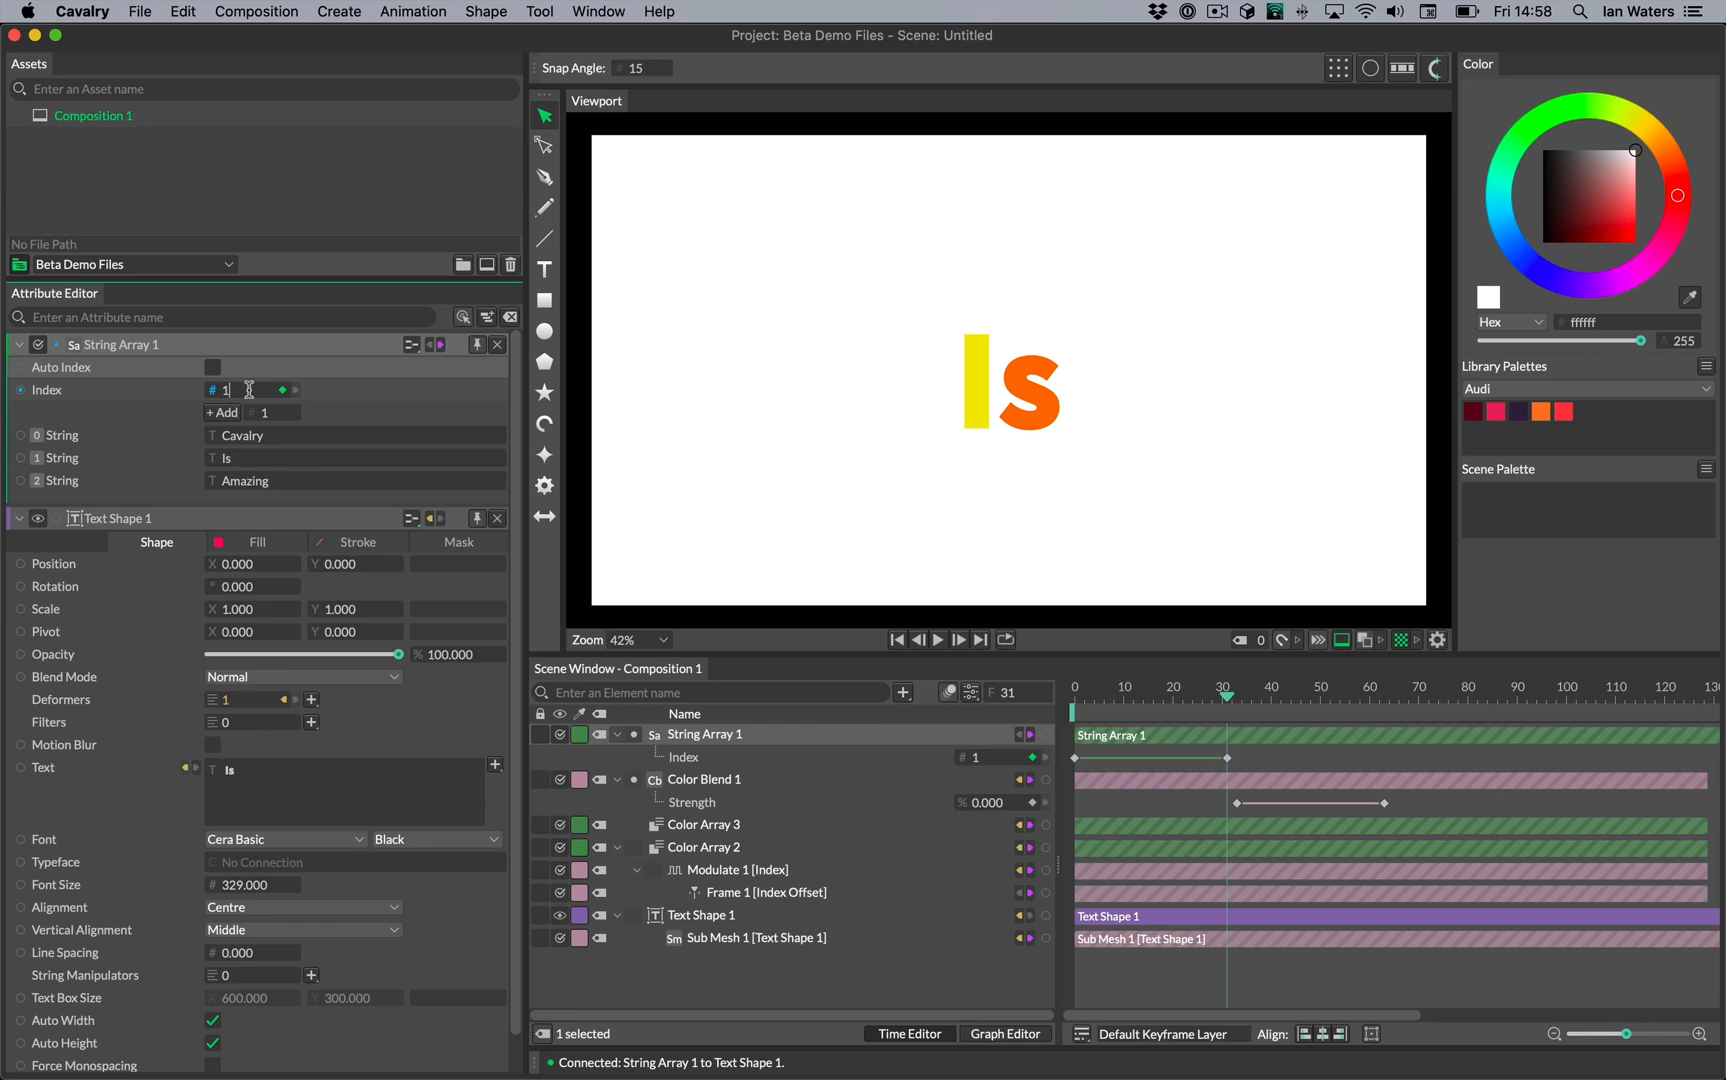 Cavalry File Edit Composition Create Animation Shape Tool Window Help Fri 14:58 Ian Waters
Project: Beta Demo Files - Scene: Untitled
Assets
Enter an Asset name
Composition 1
No File Path
Beta Demo Files
Attribute Editor
Enter an Attribute name
Sa String Array 1
Auto Index
Index # 1
+ Add # 1
0 String T Cavalry
1 String T Is
2 String T Amazing
T Text Shape 1
Shape Fill Stroke Mask
Position X 0.000 Y 0.000
Rotation ° 0.000
Scale X 1.000 Y 1.000
Pivot X 0.000 Y 0.000
Opacity % 100.000
Blend Mode Normal
Deformers 1
Filters 0
Motion Blur
Text T Is
Font Cera Basic Black
Typeface C No Connection
Font Size # 329.000
Alignment Centre
Vertical Alignment Middle
Line Spacing # 0.000
String Manipulators 0
Text Box Size X 600.000 Y 300.000
Auto Width
Auto Height
Force Monospacing
Snap Angle: # 15
Viewport
Is
Zoom 42% 0
Scene Window - Composition 1
Enter an Element name F 31
Name
Sa String Array 1
Index # 1
Cb Color Blend 1
Strength % 0.000
Color Array 3
Color Array 2
Modulate 1 [Index]
Frame 1 [Index Offset]
T Text Shape 1
Sm Sub Mesh 1 [Text Shape 1]
0 10 20 30 40 50 60 70 80 90 100 110 120
String Array 1
Text Shape 1
Sub Mesh 1 [Text Shape 1]
1 selected Time Editor Graph Editor Default Keyframe Layer Align:
Connected: String Array 1 to Text Shape 1.
Color
Hex # ffffff
A 255
Library Palettes
Audi
Scene Palette